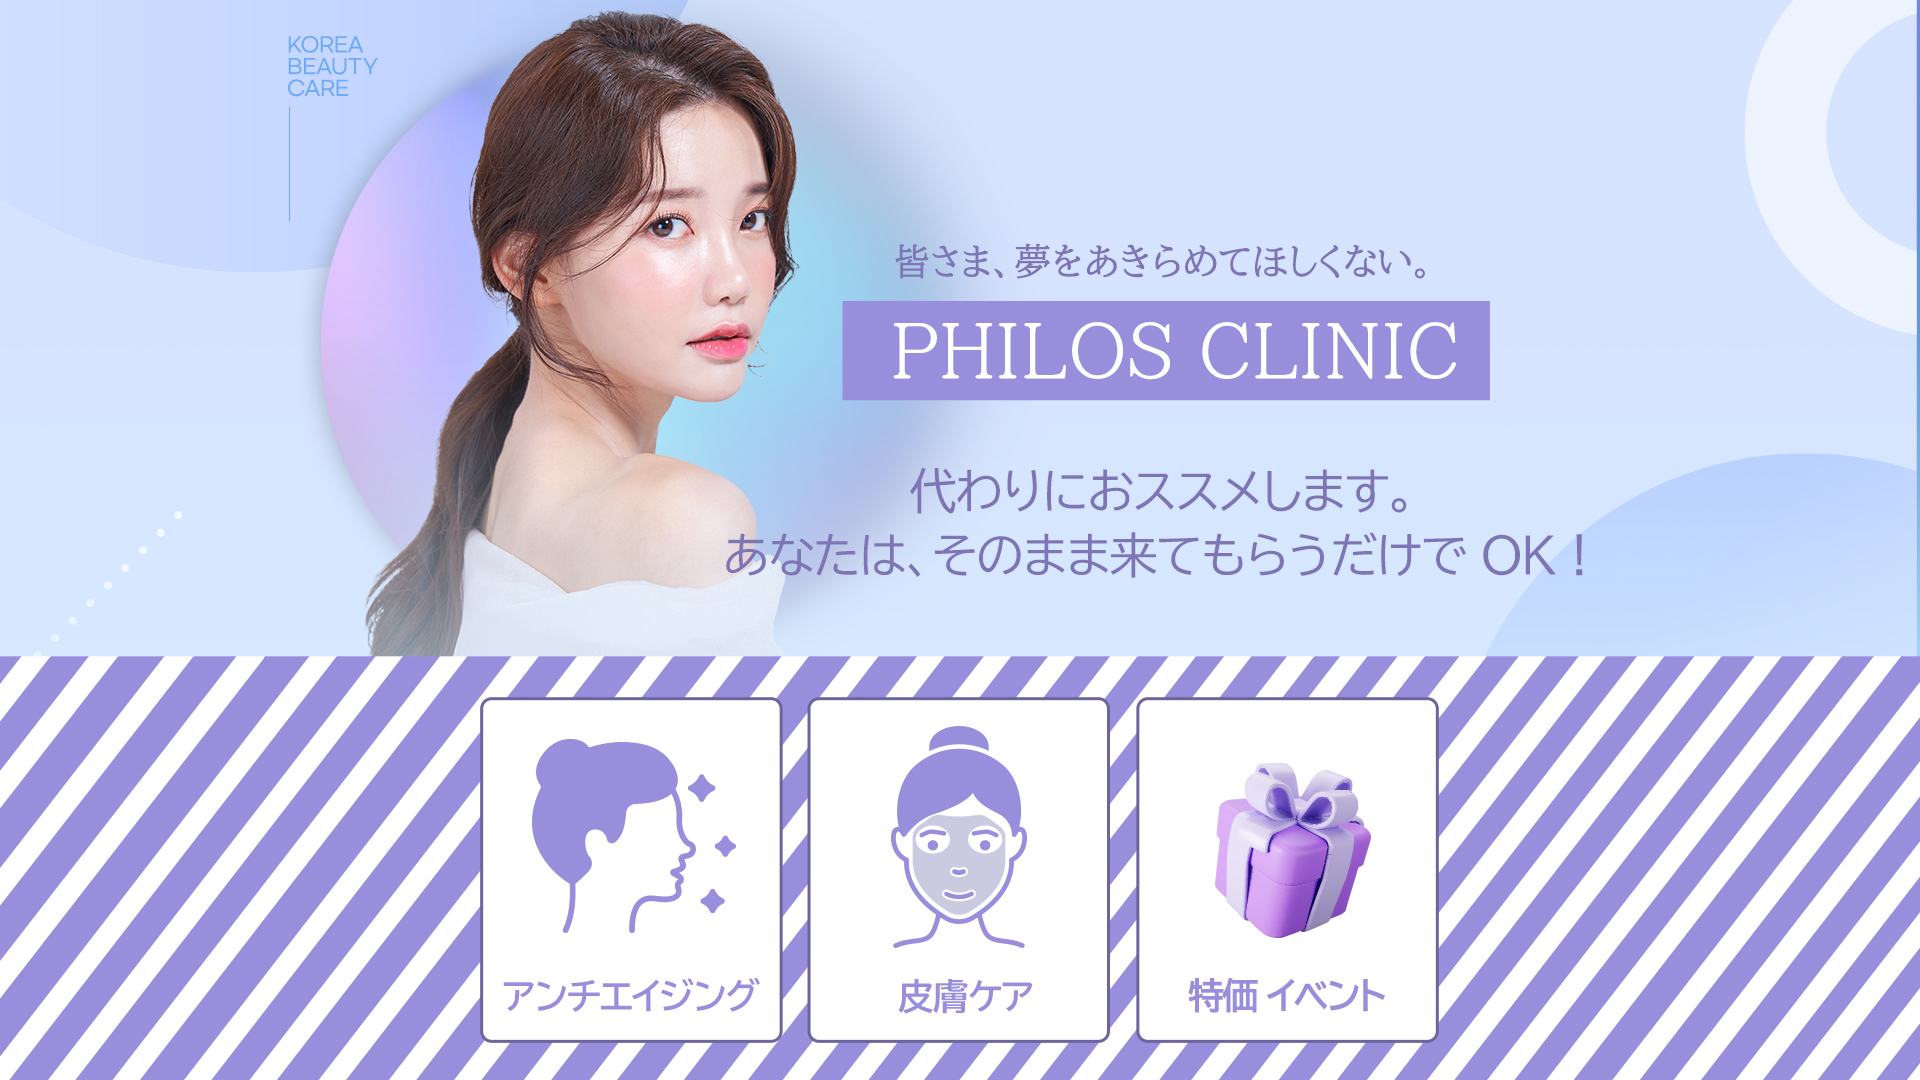 KOREA
BEAUTY
CARE
皆さま、夢をあきらめてほしくない。
PHILOS CLINIC
代わりにおススメします。
あなたは、そのまま来てもらうだけで OK！
アンチエイジング
皮膚ケア
特価 イベント